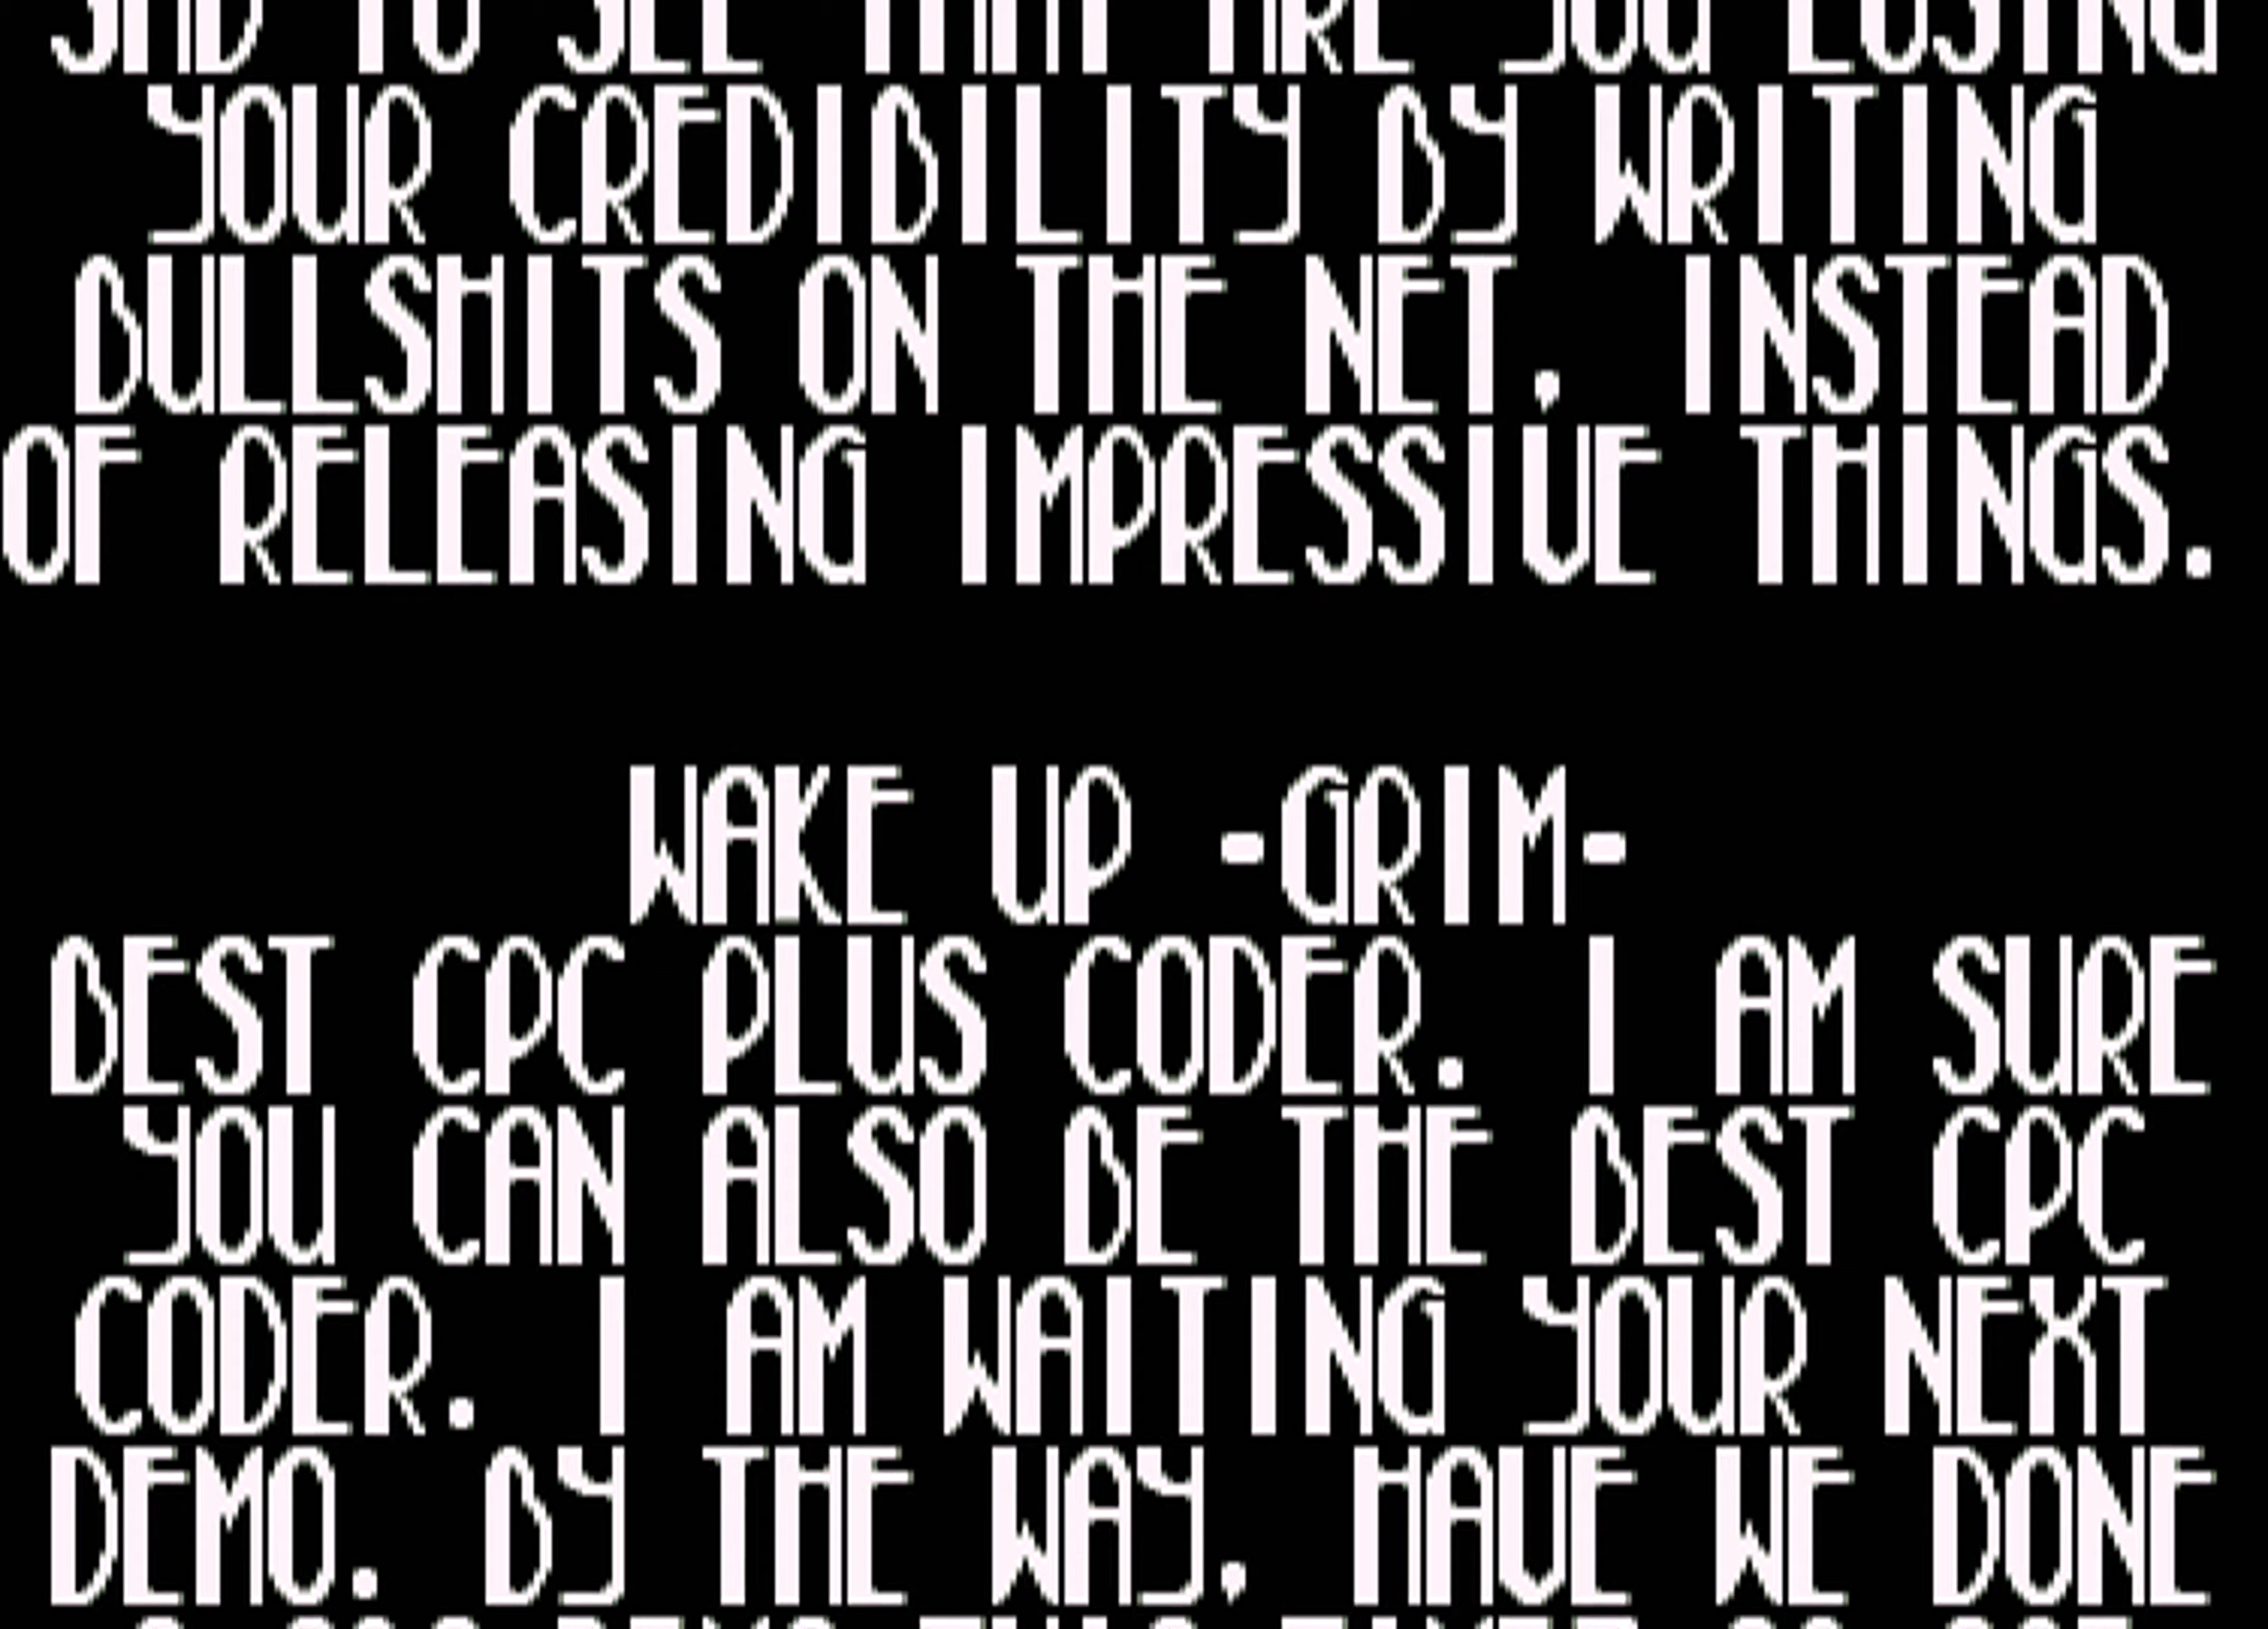 SAD TO SEE THAT ARE YOU LOSING
YOUR CREDIBILITY BY WRITING
BULLSHITS ON THE NET, INSTEAD
OF RELEASING IMPRESSIVE THINGS.
WAKE UP -GRIM-
BEST CPC PLUS CODER. I AM SURE
YOU CAN ALSO BE THE BEST CPC
CODER. I AM WAITING YOUR NEXT
DEMO. BY THE WAY, HAVE WE DONE